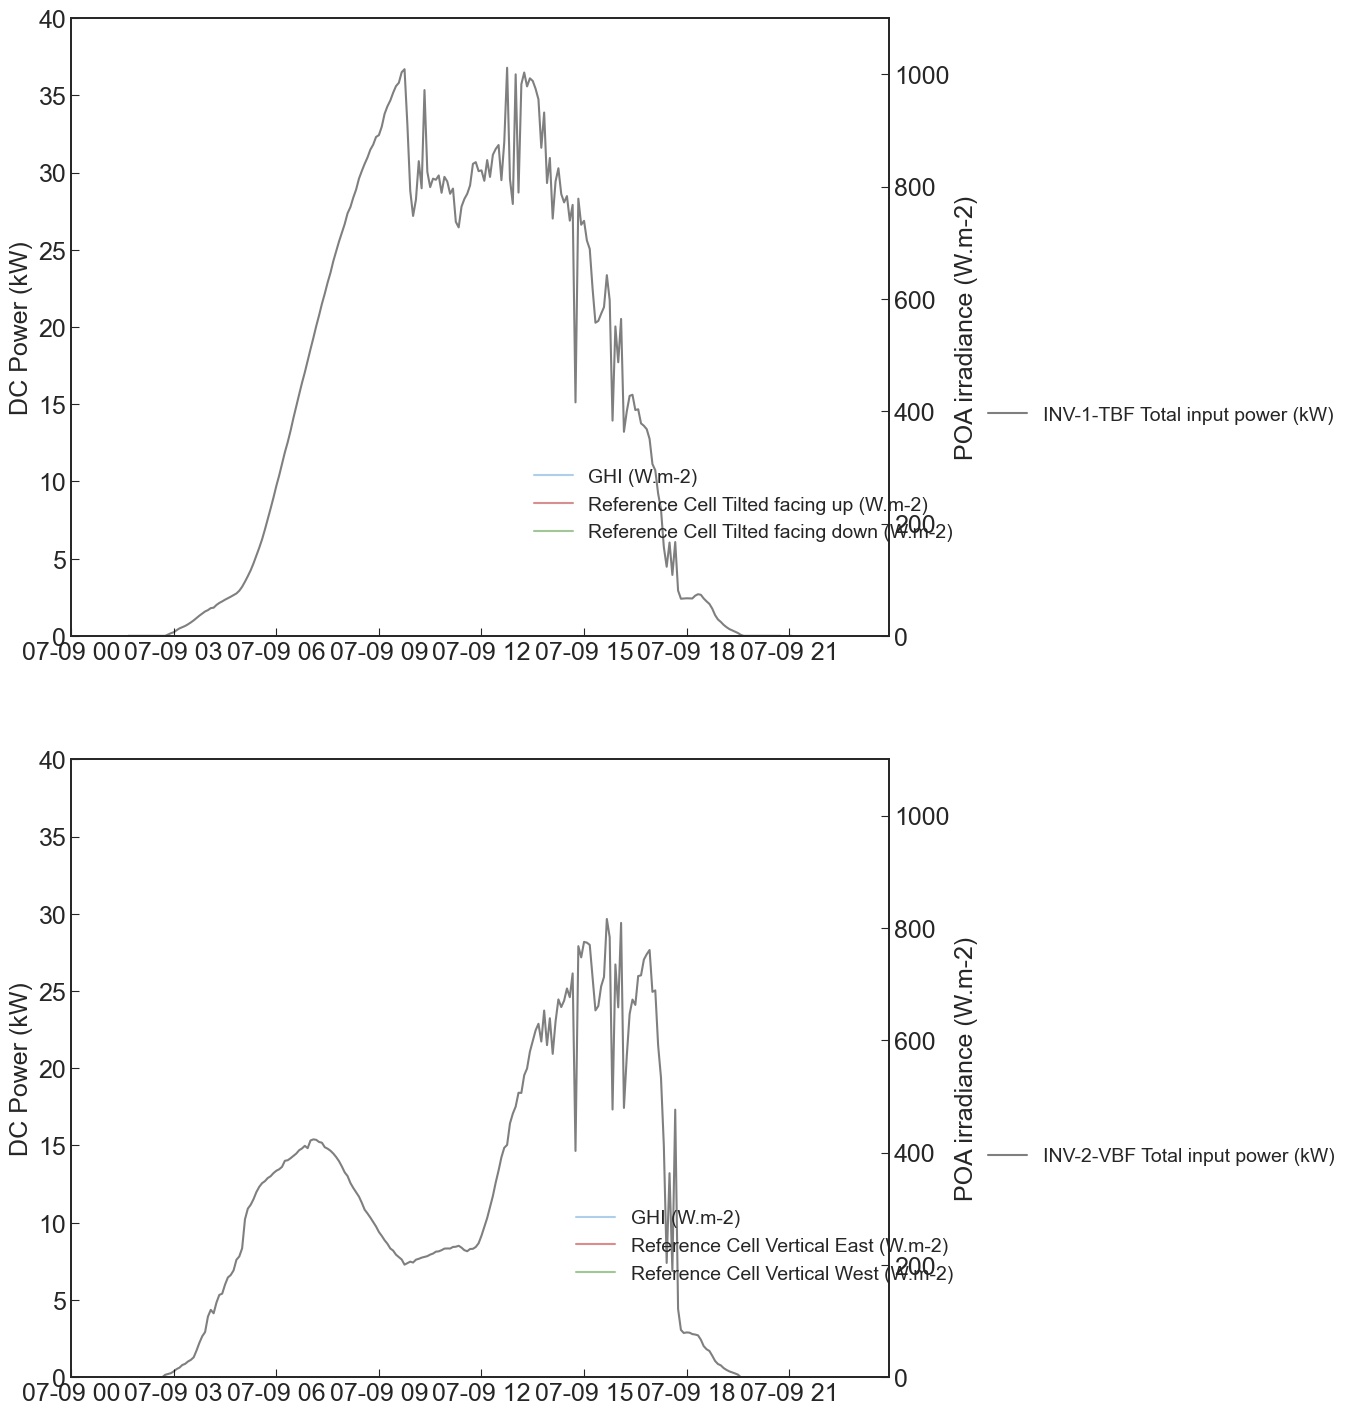 40
35
30
25
20
15
10
5
0
DC Power (kW)
1000
800
600
400
200
0
POA irradiance (W.m-2)
INV-1-TBF Total input power (kW)
GHI (W.m-2)
Reference Cell Tilted facing up (W.m-2)
Reference Cell Tilted facing down (W.m-2)
07-09 00 07-09 03 07-09 06 07-09 09 07-09 12 07-09 15 07-09 18 07-09 21
40
35
30
25
20
15
10
5
0
DC Power (kW)
1000
800
600
400
200
0
POA irradiance (W.m-2)
INV-2-VBF Total input power (kW)
GHI (W.m-2)
Reference Cell Vertical East (W.m-2)
Reference Cell Vertical West (W.m-2)
07-09 00 07-09 03 07-09 06 07-09 09 07-09 12 07-09 15 07-09 18 07-09 21